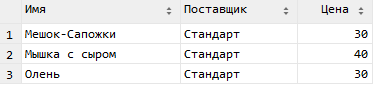 Имя Поставщик Цена
1 Мешок-Сапожки Стандарт 30
2 Мышка с сыром Стандарт 40
3 Олень Стандарт 30